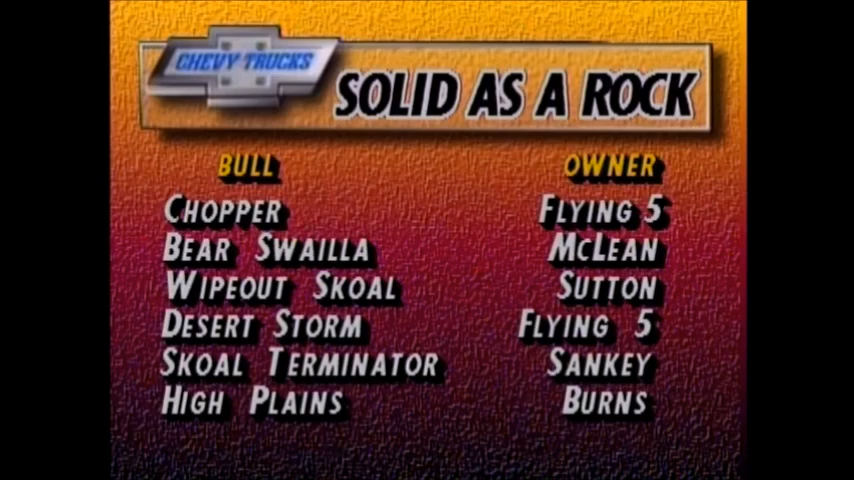 CHEVY TRUCKS
SOLID AS A ROCK
BULL OWNER
CHOPPER FLYING 5
BEAR SWAILLA MCLEAN
WIPEOUT SKOAL SUTTON
DESERT STORM FLYING 5
SKOAL TERMINATOR SANKEY
HIGH PLAINS BURNS